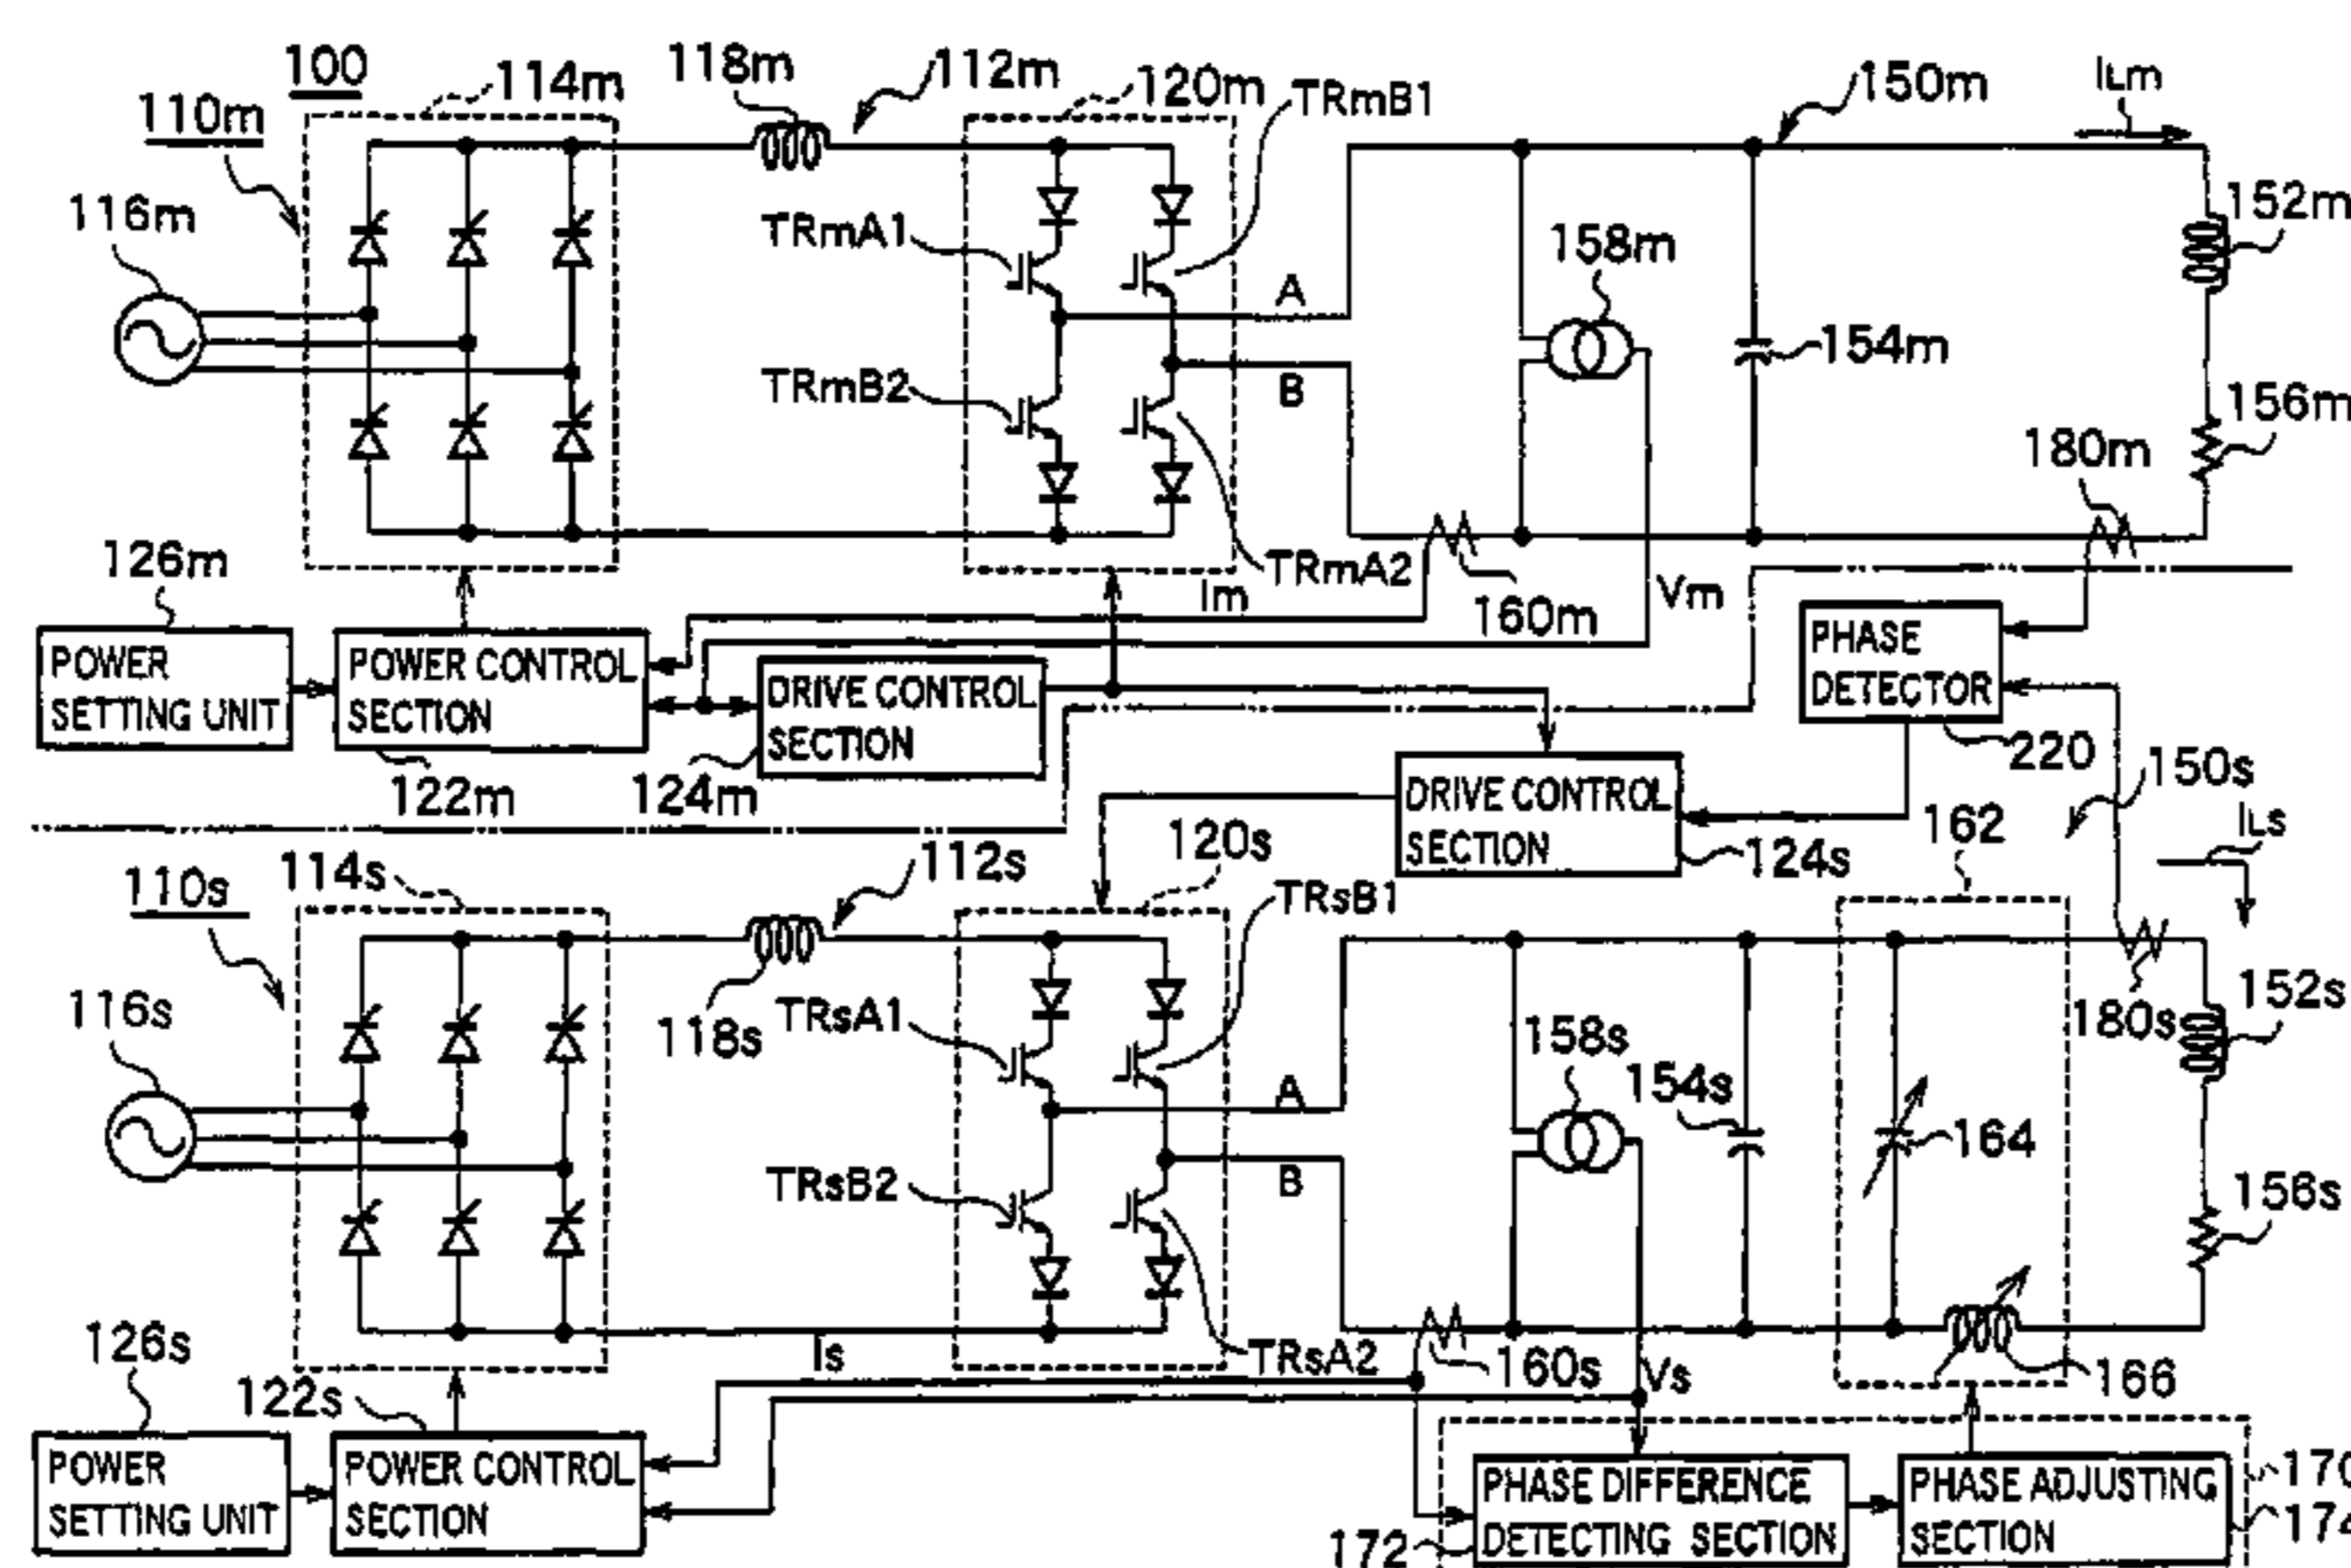 100
114m
118m
112m
120m
TRmB1
150m
ILm
110m
116m
TRmA1
A
158m
152m
154m
TRmB2
B
156m
180m
126m
TRmA2
Im
160m
Vm
POWER
SETTING UNIT
POWER CONTROL
SECTION
DRIVE CONTROL
SECTION
PHASE
DETECTOR
122m
124m
220
150s
DRIVE CONTROL
SECTION
124s
162
ILs
110s
114s
112s
120s
TRsB1
116s
118s
TRsA1
A
158s
154s
180s
152s
164
TRsB2
B
156s
126s
122s
Is
TRsA2
160s
Vs
166
POWER
SETTING UNIT
POWER CONTROL
SECTION
PHASE DIFFERENCE
DETECTING SECTION
PHASE ADJUSTING
SECTION
170
172
174